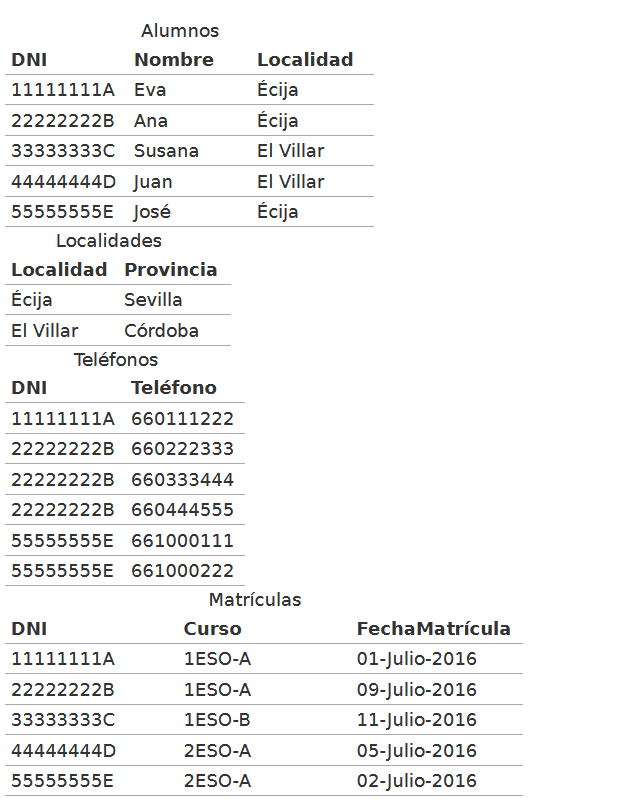 Alumnos
DNI Nombre Localidad
11111111A Eva Écija
22222222B Ana Écija
33333333C Susana El Villar
44444444D Juan El Villar
55555555E José Écija
Localidades
Localidad Provincia
Écija Sevilla
El Villar Córdoba
Teléfonos
DNI Teléfono
11111111A 660111222
22222222B 660222333
22222222B 660333444
22222222B 660444555
55555555E 661000111
55555555E 661000222
Matrículas
DNI Curso FechaMatrícula
11111111A 1ESO-A 01-Julio-2016
22222222B 1ESO-A 09-Julio-2016
33333333C 1ESO-B 11-Julio-2016
44444444D 2ESO-A 05-Julio-2016
55555555E 2ESO-A 02-Julio-2016